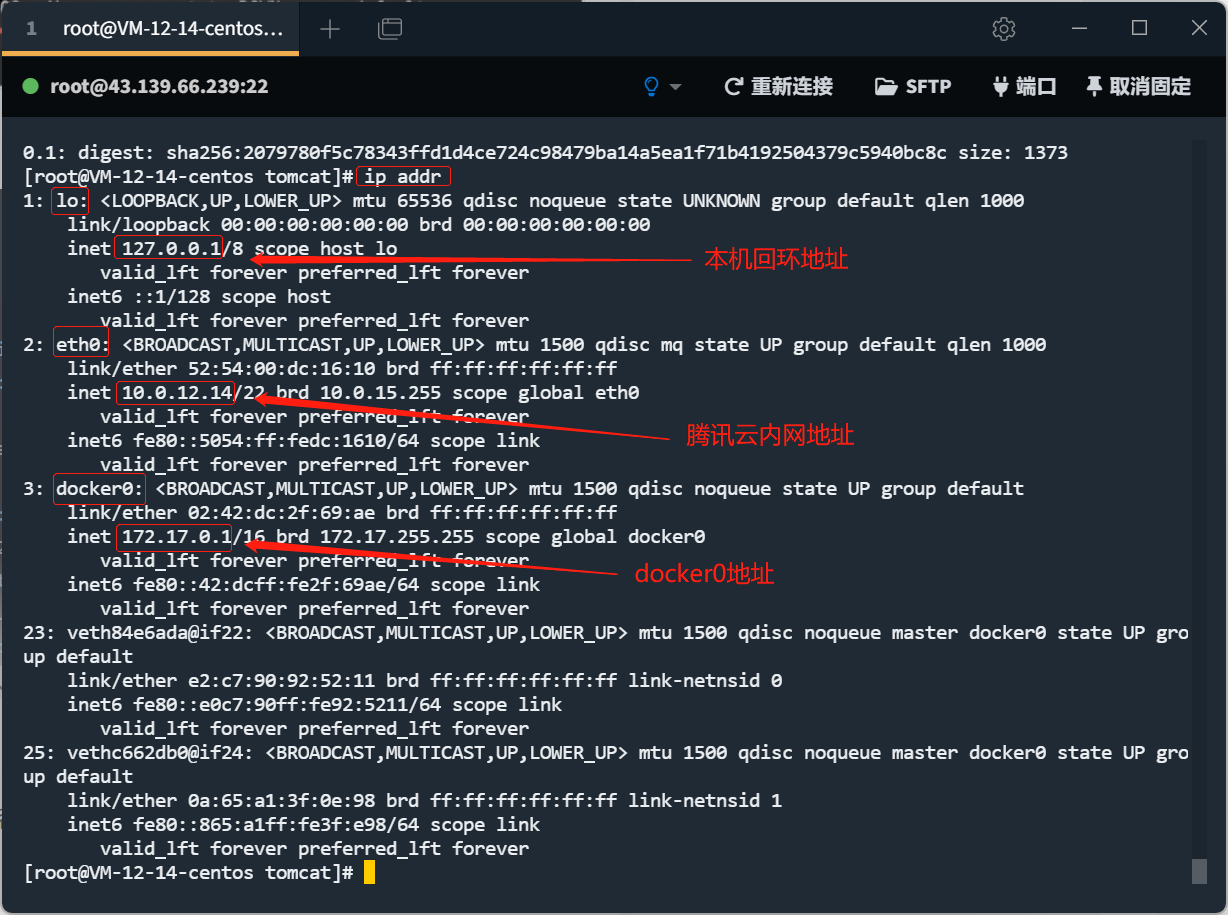 1 root@VM-12-14-centos...
root@43.139.66.239:22 重新连接 SFTP 端口 取消固定
0.1: digest: sha256:2079780f5c78343ffd1d4ce724c98479ba14a5ea1f71b4192504379c5940bc8c size: 1373
[root@VM-12-14-centos tomcat]# ip addr
1: lo: <LOOPBACK,UP,LOWER_UP> mtu 65536 qdisc noqueue state UNKNOWN group default qlen 1000
link/loopback 00:00:00:00:00:00 brd 00:00:00:00:00:00
inet 127.0.0.1/8 scope host lo
本机回环地址
valid_lft forever preferred_lft forever
inet6 ::1/128 scope host
valid_lft forever preferred_lft forever
2: eth0: <BROADCAST,MULTICAST,UP,LOWER_UP> mtu 1500 qdisc mq state UP group default qlen 1000
link/ether 52:54:00:dc:16:10 brd ff:ff:ff:ff:ff:ff
inet 10.0.12.14/22 brd 10.0.15.255 scope global eth0
valid_lft forever preferred_lft forever
腾讯云内网地址
inet6 fe80::5054:ff:fedc:1610/64 scope link
valid_lft forever preferred_lft forever
3: docker0: <BROADCAST,MULTICAST,UP,LOWER_UP> mtu 1500 qdisc noqueue state UP group default
link/ether 02:42:dc:2f:69:ae brd ff:ff:ff:ff:ff:ff
inet 172.17.0.1/16 brd 172.17.255.255 scope global docker0
valid_lft forever preferred_lft forever
docker0地址
inet6 fe80::42:dcff:fe2f:69ae/64 scope link
valid_lft forever preferred_lft forever
23: veth84e6ada@if22: <BROADCAST,MULTICAST,UP,LOWER_UP> mtu 1500 qdisc noqueue master docker0 state UP gro
up default
link/ether e2:c7:90:92:52:11 brd ff:ff:ff:ff:ff:ff link-netnsid 0
inet6 fe80::e0c7:90ff:fe92:5211/64 scope link
valid_lft forever preferred_lft forever
25: vethc662db0@if24: <BROADCAST,MULTICAST,UP,LOWER_UP> mtu 1500 qdisc noqueue master docker0 state UP gro
up default
link/ether 0a:65:a1:3f:0e:98 brd ff:ff:ff:ff:ff:ff link-netnsid 1
inet6 fe80::865:a1ff:fe3f:e98/64 scope link
valid_lft forever preferred_lft forever
[root@VM-12-14-centos tomcat]#